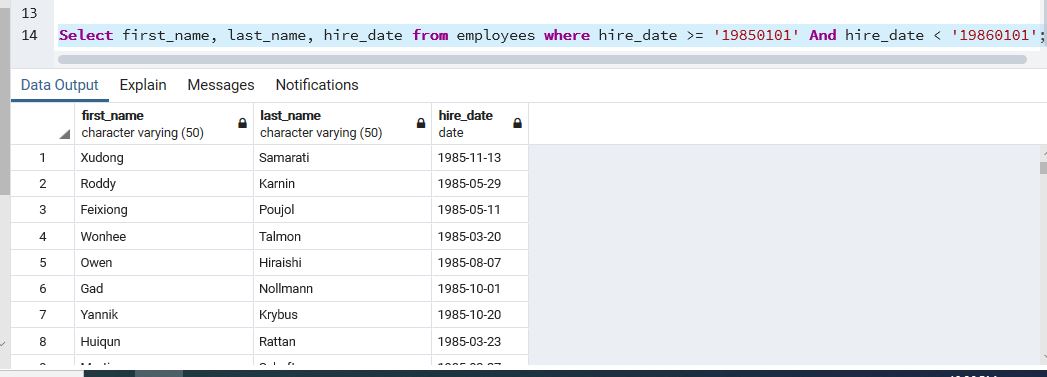 13
14 Select first_name, last_name, hire_date from employees where hire_date >= '19850101' And hire_date < '19860101';
Data Output Explain Messages Notifications
first_name last_name hire_date
character varying (50) character varying (50) date
1 Xudong Samarati 1985-11-13
2 Roddy Karnin 1985-05-29
3 Feixiong Poujol 1985-05-11
4 Wonhee Talmon 1985-03-20
5 Owen Hiraishi 1985-08-07
6 Gad Nollmann 1985-10-01
7 Yannik Krybus 1985-10-20
8 Huiqun Rattan 1985-03-23